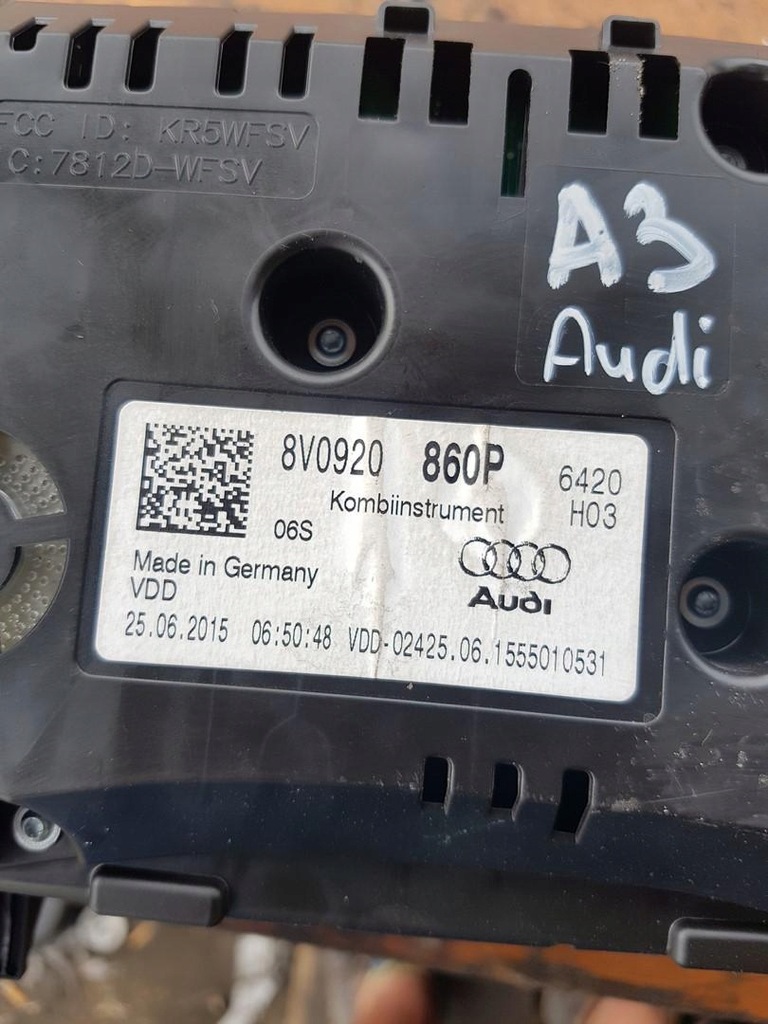 FCC ID: KR5WFSV
C:7812D-WFSV
A3
Audi
8V0920 860P 6420
Kombiinstrument H03
06S
Made in Germany
VDD
Audi
25.06.2015 06:50:48 VDD-02425.06.1555010531